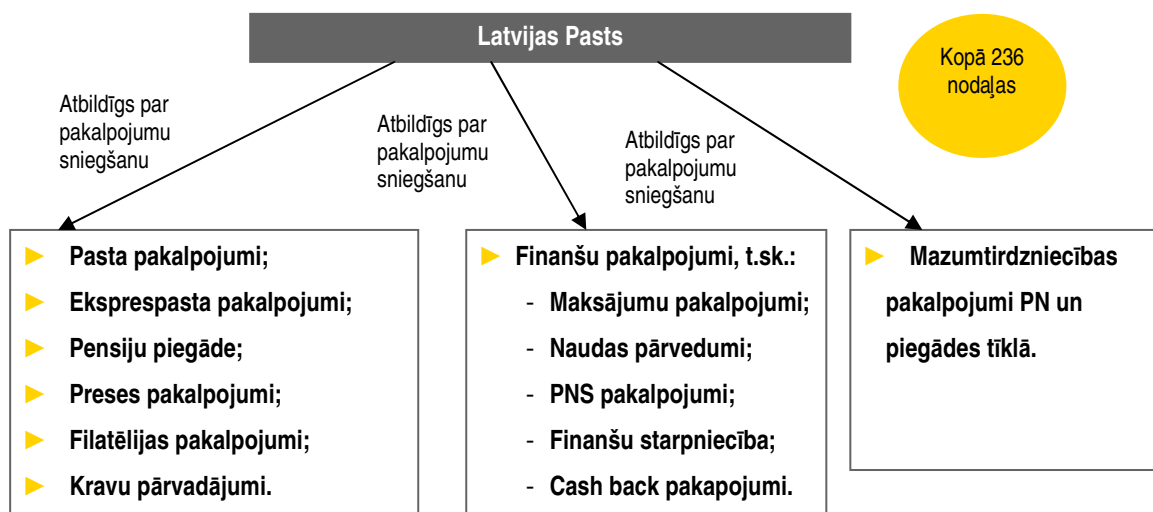 Latvijas Pasts
Kopā 236
nodaļas
Atbildīgs par
pakalpojumu
sniegšanu
Atbildīgs par
pakalpojumu
sniegšanu
Atbildīgs par
pakalpojumu
sniegšanu
► Pasta pakalpojumi;
► Eksprespasta pakalpojumi;
► Pensiju piegāde;
► Preses pakalpojumi;
► Filatēlijas pakalpojumi;
► Kravu pārvadājumi.
► Finanšu pakalpojumi, t.sk.:
- Maksājumu pakalpojumi;
- Naudas pārvedumi;
- PNS pakalpojumi;
- Finanšu starpniecība;
- Cash back pakapojumi.
► Mazumtirdzniecības
pakalpojumi PN un
piegādes tīklā.